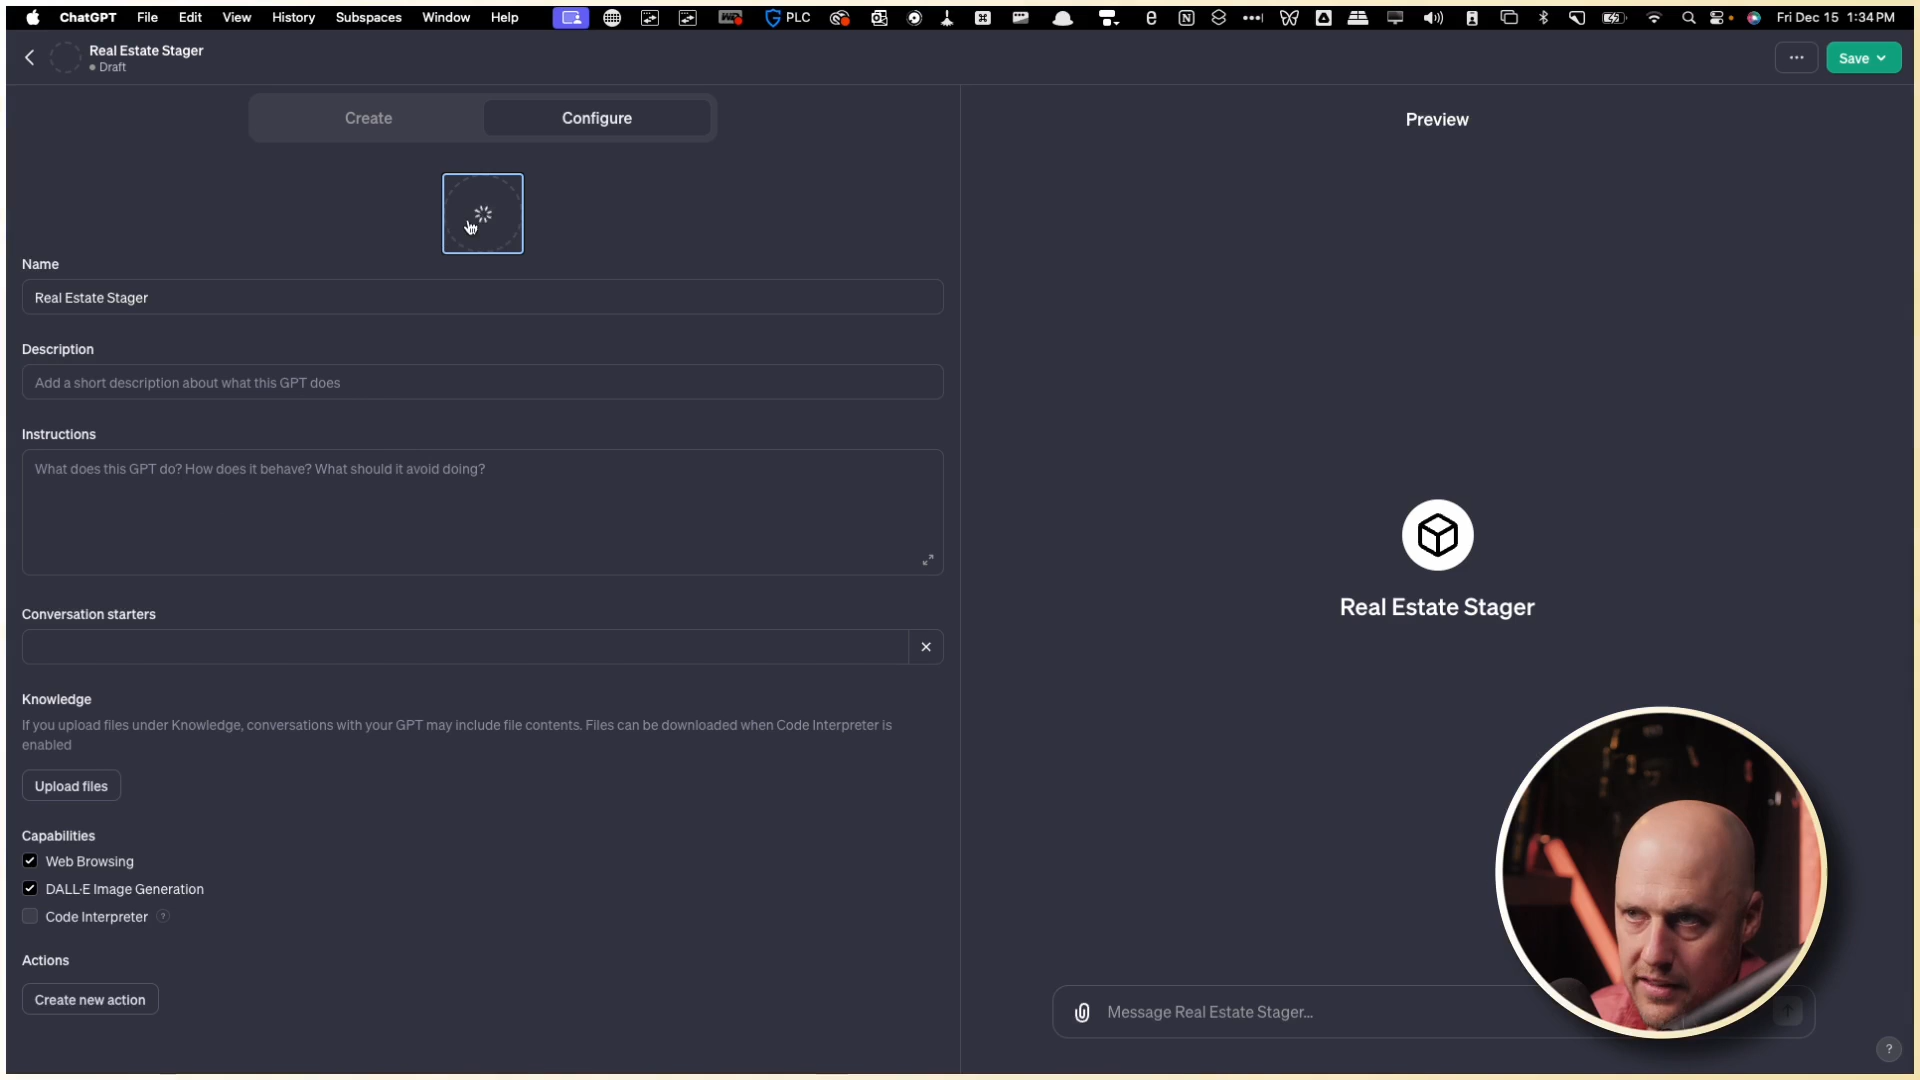 ChatGPT File Edit View History Subspaces Window Help PLC Fri Dec 15 1:34 PM
Real Estate Stager
Draft
Save
Create Configure
Preview
Name
Real Estate Stager
Description
Add a short description about what this GPT does
Instructions
What does this GPT do? How does it behave? What should it avoid doing?
Real Estate Stager
Conversation starters
Knowledge
If you upload files under Knowledge, conversations with your GPT may include file contents. Files can be downloaded when Code Interpreter is
enabled
Upload files
Capabilities
Web Browsing
DALL·E Image Generation
Code Interpreter ?
Actions
Create new action
Message Real Estate Stager...
?